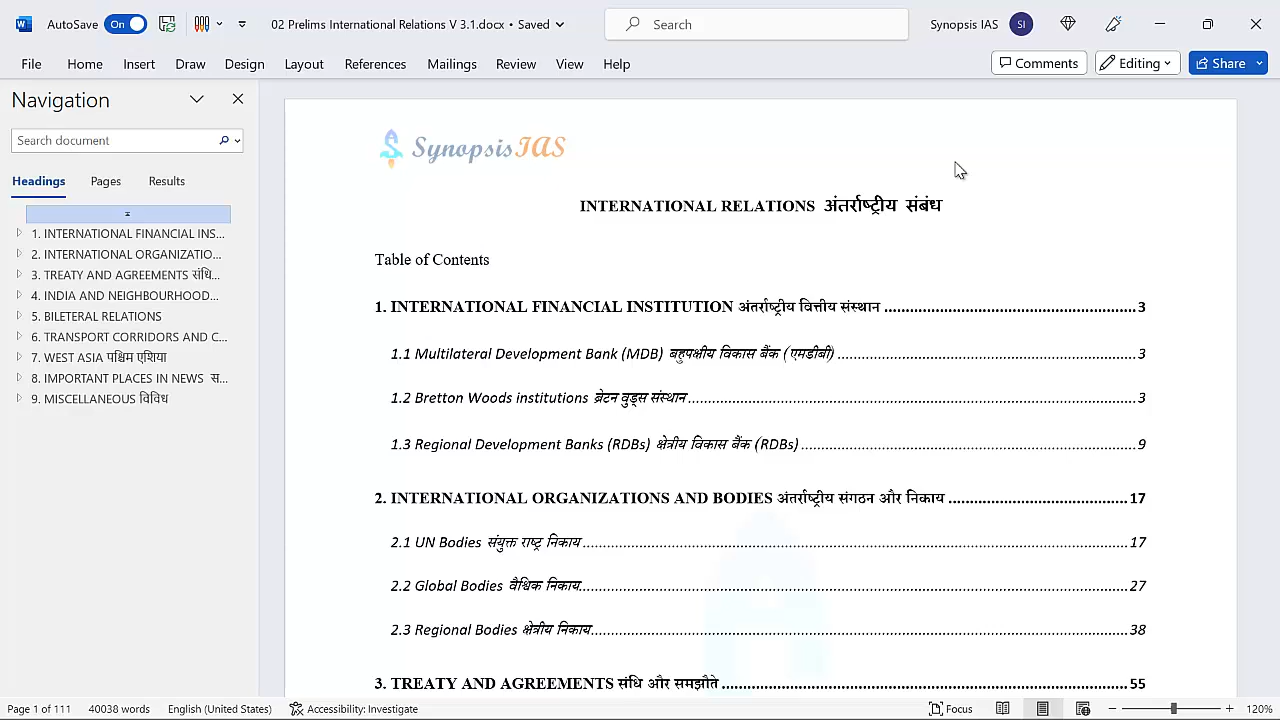 AutoSave On 02 Prelims International Relations V 3.1.docx • Saved Search Synopsis IAS SI
File Home Insert Draw Design Layout References Mailings Review View Help Comments Editing Share
Navigation
Search document
Headings Pages Results
1. INTERNATIONAL FINANCIAL INS...
2. INTERNATIONAL ORGANIZATIO...
3. TREATY AND AGREEMENTS संधि...
4. INDIA AND NEIGHBOURHOOD...
5. BILETERAL RELATIONS
6. TRANSPORT CORRIDORS AND C...
7. WEST ASIA पश्चिम एशिया
8. IMPORTANT PLACES IN NEWS स...
9. MISCELLANEOUS विविध
SynopsisIAS
INTERNATIONAL RELATIONS अंतर्राष्ट्रीय संबंध
Table of Contents
1. INTERNATIONAL FINANCIAL INSTITUTION अंतर्राष्ट्रीय वित्तीय संस्थान 3
1.1 Multilateral Development Bank (MDB) बहुपक्षीय विकास बैंक (एमडीबी) 3
1.2 Bretton Woods institutions ब्रेटन वुड्स संस्थान 3
1.3 Regional Development Banks (RDBs) क्षेत्रीय विकास बैंक (RDBs) 9
2. INTERNATIONAL ORGANIZATIONS AND BODIES अंतर्राष्ट्रीय संगठन और निकाय 17
2.1 UN Bodies संयुक्त राष्ट्र निकाय 17
2.2 Global Bodies वैश्विक निकाय 27
2.3 Regional Bodies क्षेत्रीय निकाय 38
3. TREATY AND AGREEMENTS संधि और समझौते 55
Page 1 of 111 40038 words English (United States) Accessibility: Investigate Focus 120%